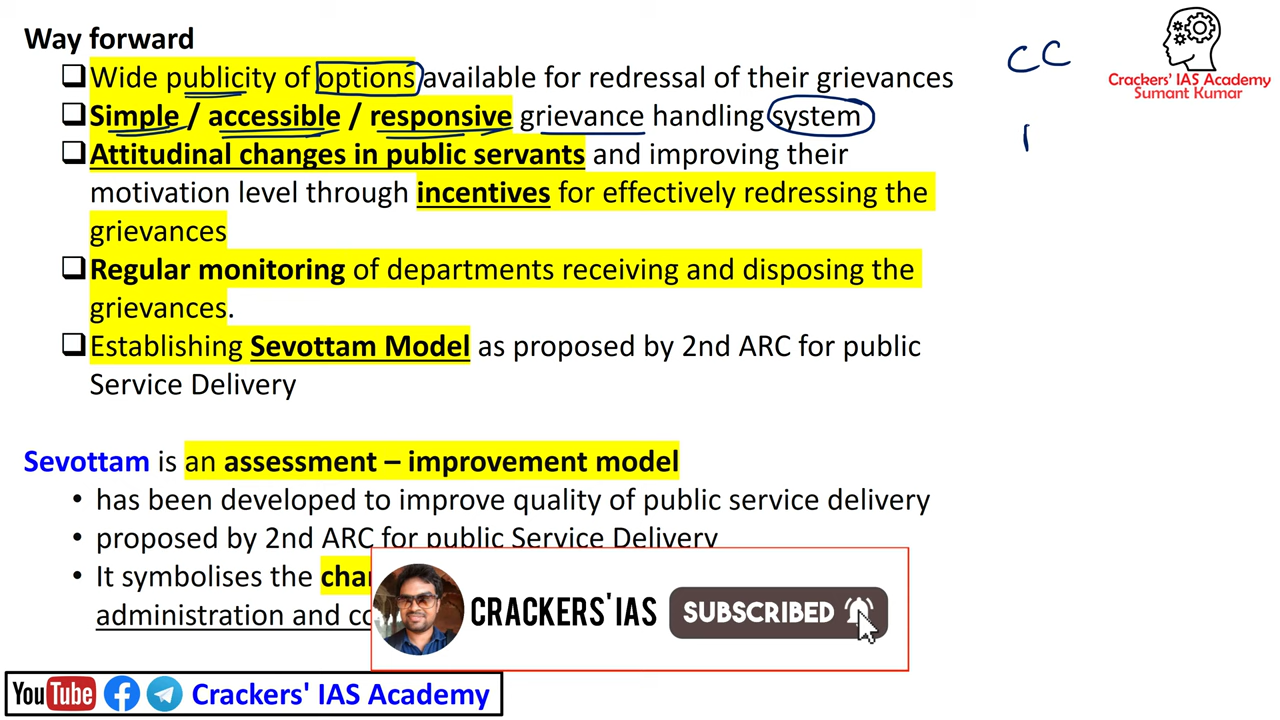 Way forward
Wide publicity of options available for redressal of their grievances
Simple / accessible / responsive grievance handling system
Attitudinal changes in public servants and improving their
motivation level through incentives for effectively redressing the
grievances
Regular monitoring of departments receiving and disposing the
grievances.
Establishing Sevottam Model as proposed by 2nd ARC for public
Service Delivery
Sevottam is an assessment – improvement model
• has been developed to improve quality of public service delivery
• proposed by 2nd ARC for public Service Delivery
• It symbolises the
administration and
CC
Crackers' IAS Academy
Sumant Kumar
CRACKERS' IAS
SUBSCRIBED
YouTube
Crackers' IAS Academy